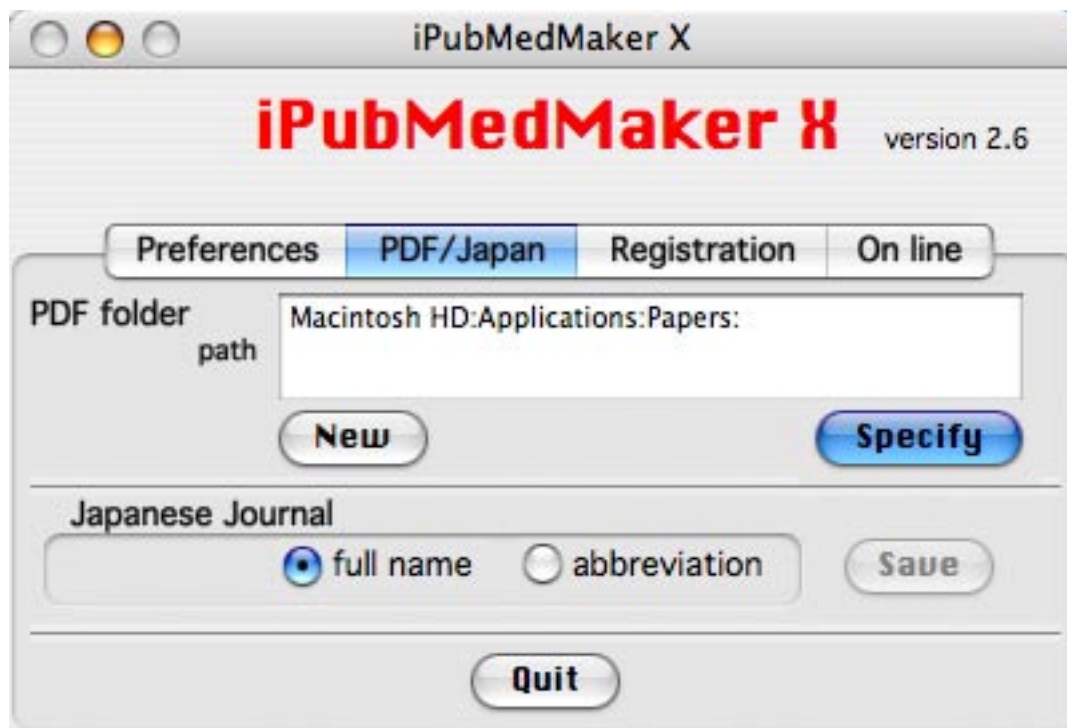 iPubMedMaker X
iPubMedMaker X version 2.6
Preferences PDF/Japan Registration On line
PDF folder
path
Macintosh HD:Applications:Papers:
New Specify
Japanese Journal
full name abbreviation Save
Quit